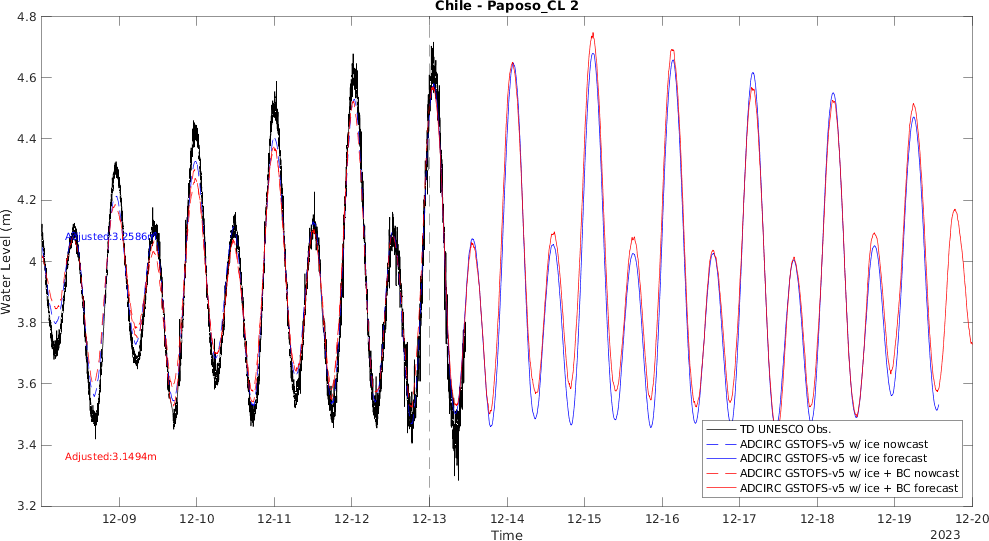 Chile - Paposo_CL 2
4.8
4.6
4.4
4.2
4
3.8
3.6
3.4
3.2
Water Level (m)
Adjusted:3.2586m
Adjusted:3.1494m
TD UNESCO Obs.
ADCIRC GSTOFS-v5 w/ ice nowcast
ADCIRC GSTOFS-v5 w/ ice forecast
ADCIRC GSTOFS-v5 w/ ice + BC nowcast
ADCIRC GSTOFS-v5 w/ ice + BC forecast
12-09 12-10 12-11 12-12 12-13 12-14 12-15 12-16 12-17 12-18 12-19 12-20
Time
2023